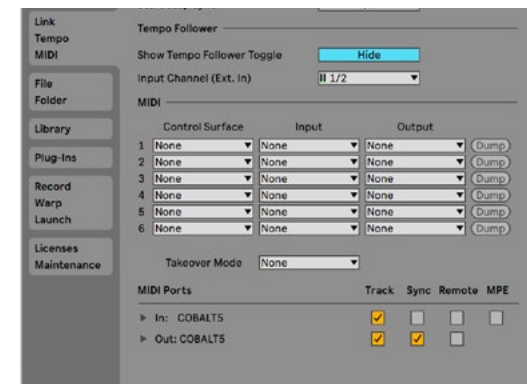 Link
Tempo
MIDI
File
Folder
Library
Plug-Ins
Record
Warp
Launch
Licenses
Maintenance
Tempo Follower
Show Tempo Follower Toggle Hide
Input Channel (Ext. In) 1/2
MIDI
Control Surface Input Output
1 None None None Dump
2 None None None Dump
3 None None None Dump
4 None None None Dump
5 None None None Dump
6 None None None Dump
Takeover Mode None
MIDI Ports Track Sync Remote MPE
In: COBALT5
Out: COBALT5